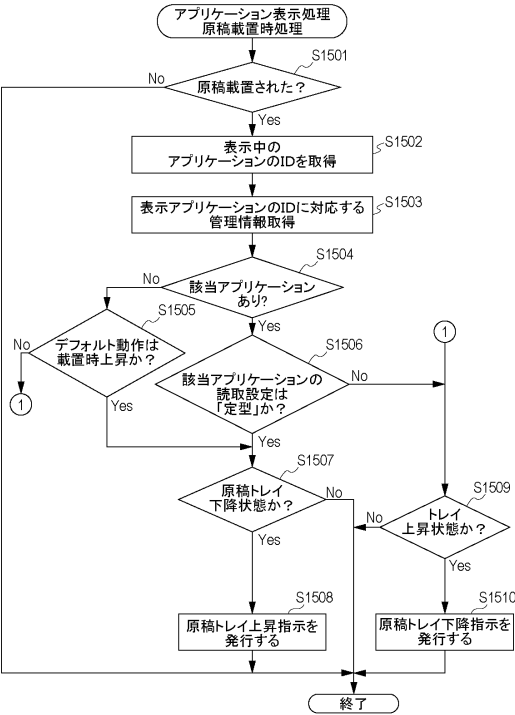 アプリケーション表示処理
原稿載置時処理
S1501
No
原稿載置された？
Yes
表示中の
アプリケーションのIDを取得
S1502
表示アプリケーションのIDに対応する
管理情報取得
S1503
S1504
No
該当アプリケーション
あり?
Yes
S1505
No
デフォルト動作は
載置時上昇か？
Yes
1
S1506
該当アプリケーションの
読取設定は
「定型」か？
No
Yes
1
S1507
原稿トレイ
下降状態か？
No
Yes
S1509
No
トレイ
上昇状態か？
Yes
S1508
原稿トレイ上昇指示を
発行する
S1510
原稿トレイ下降指示を
発行する
終了